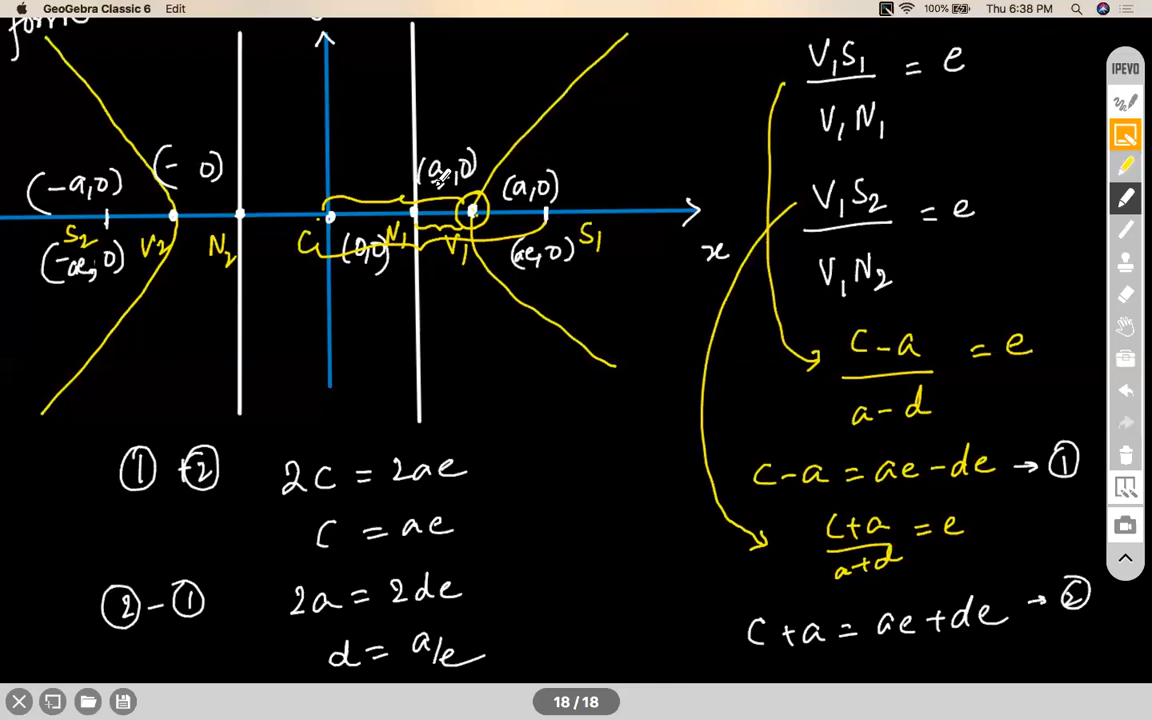 GeoGebra Classic 6 Edit 100% Thu 6:38 PM
form
IPEVO
V₁S₁ / V₁N₁ = e
V₁S₂ / V₁N₂ = e
(-a,0) (- 0) (a,0) (a,0)
S₂ V₂ N₂ C (0,0) N₁ V₁ (ae,0) S₁ x
(-ae,0)
c-a / a-d = e
c-a = ae-de → ①
c+a / a+d = e
c+a = ae+de → ②
① + ② 2c = 2ae
c = ae
② - ① 2a = 2de
d = a/e
18 / 18